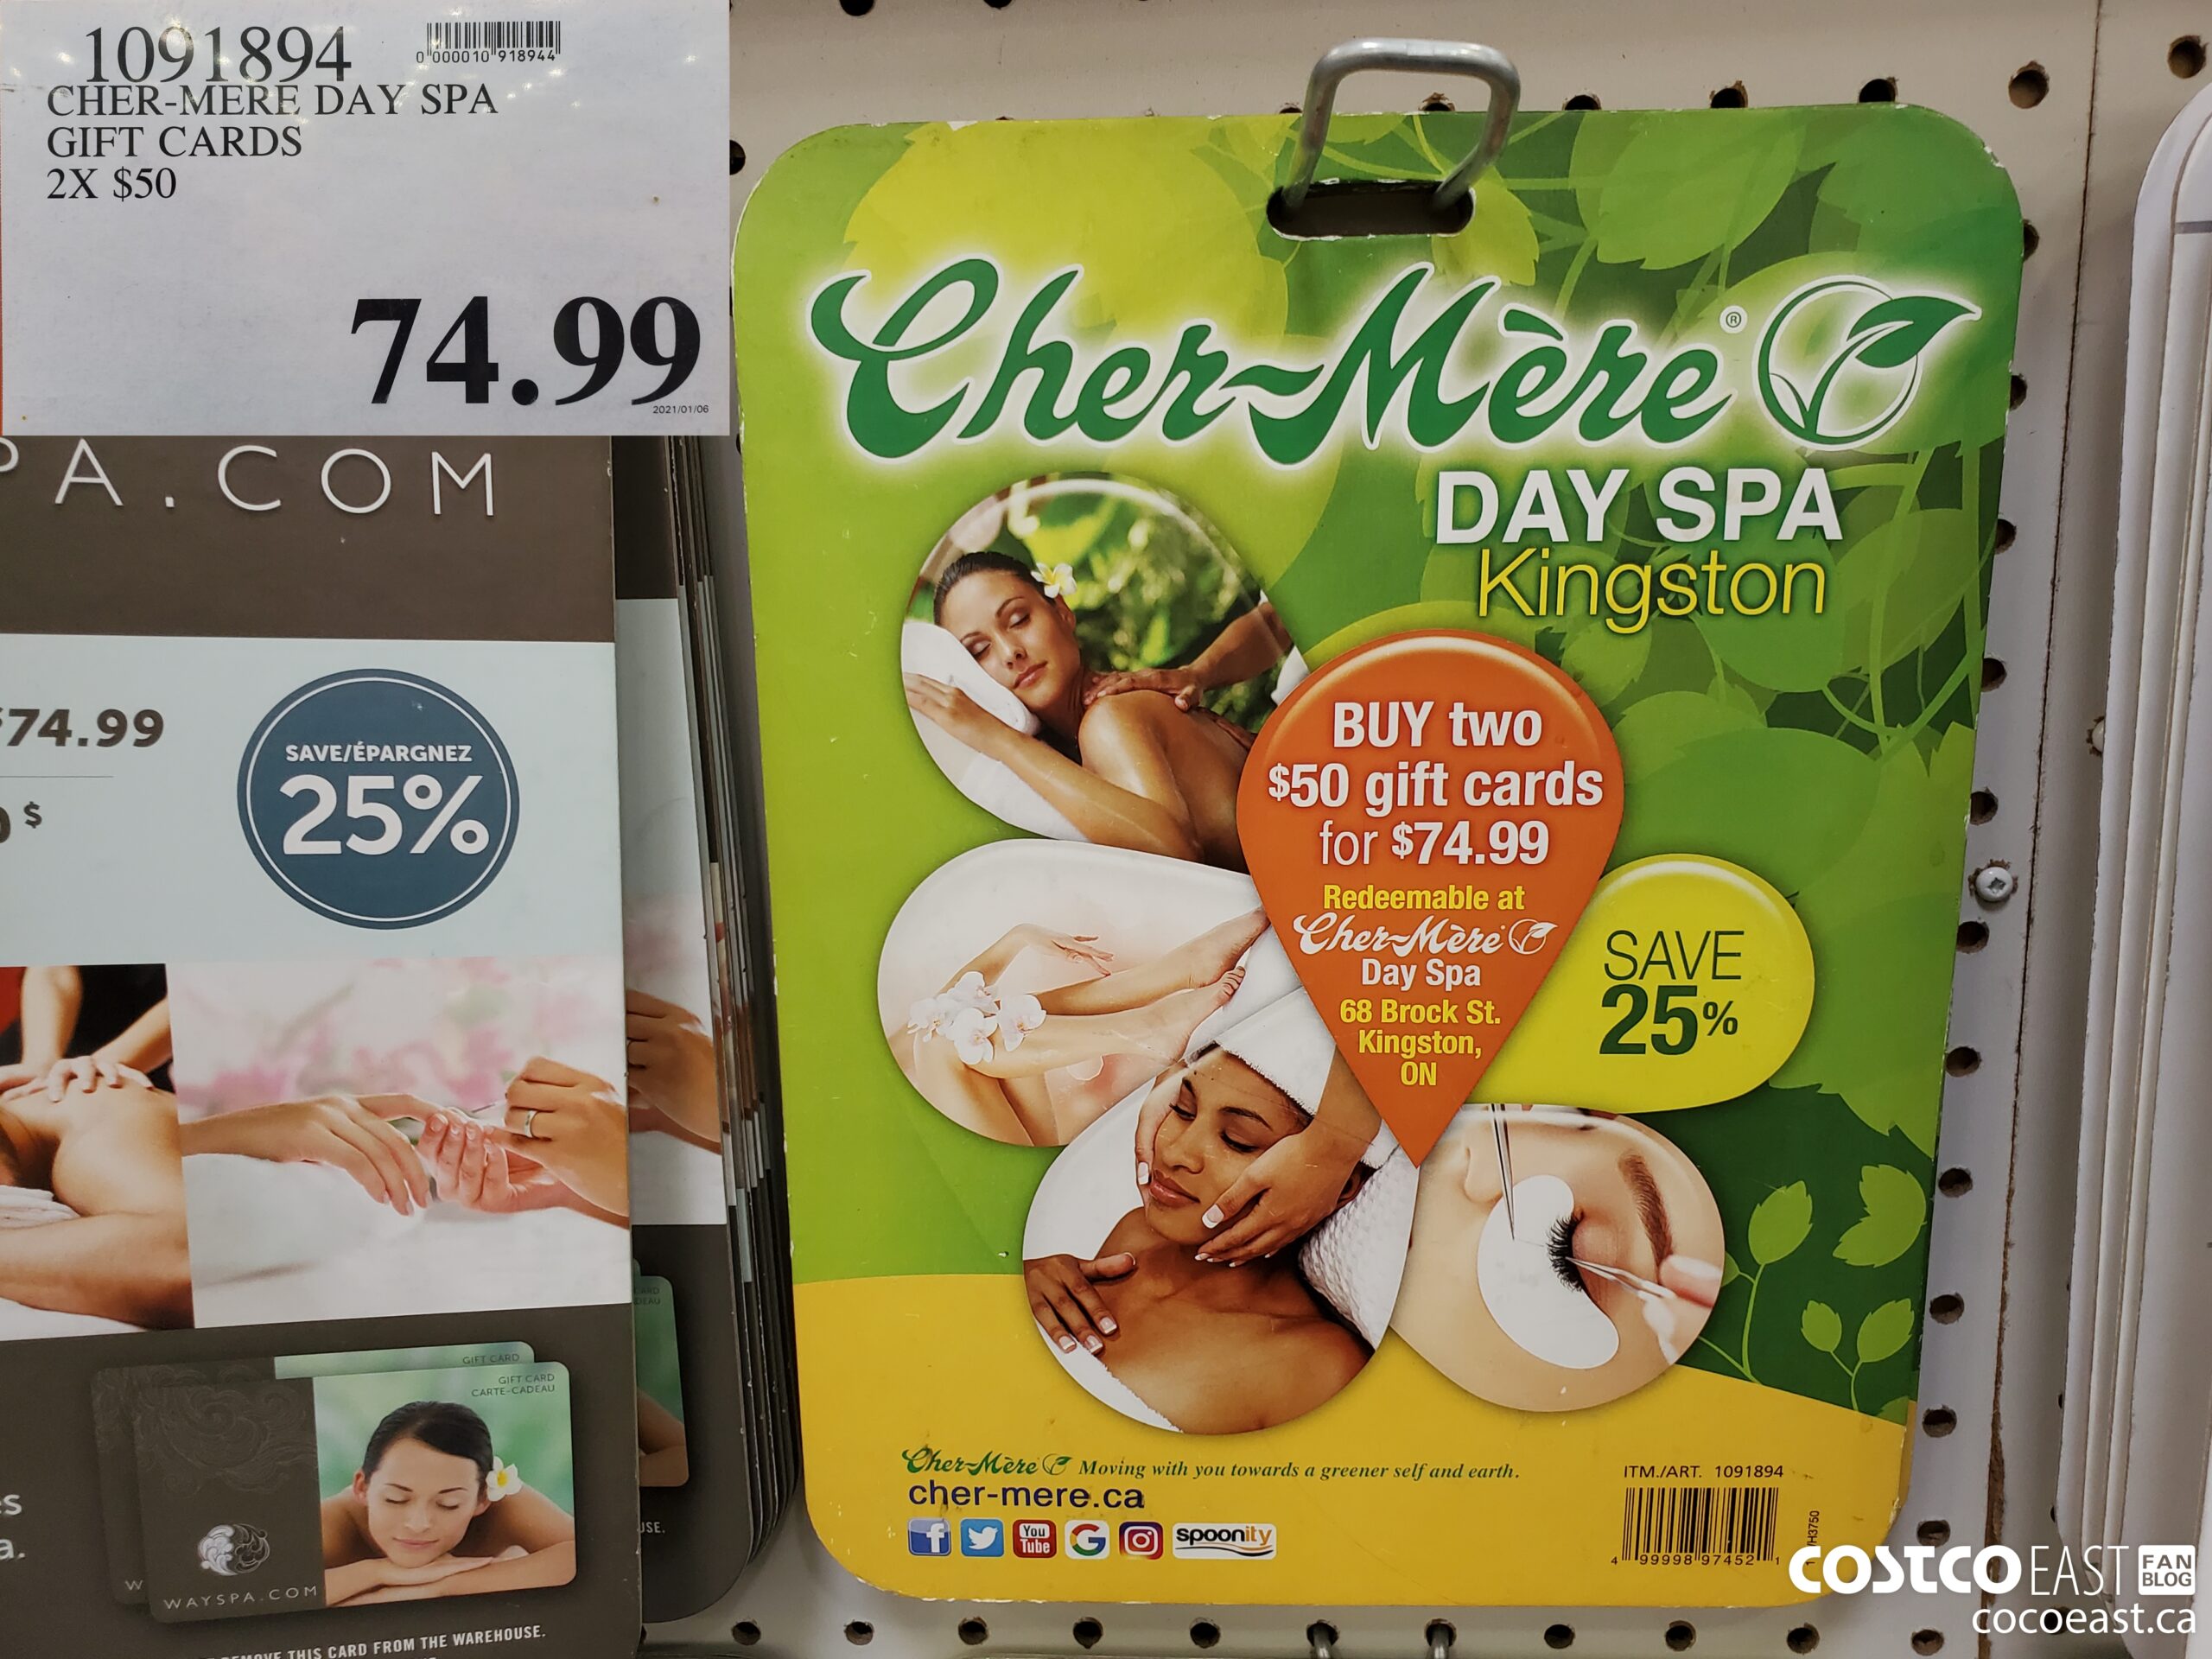 1091894
0 000010 918944
CHER-MERE DAY SPA
GIFT CARDS
2X $50
74.99
2021/01/06
PA.COM
$74.99
$
SAVE/ÉPARGNEZ
25%
GIFT CARD
GIFT CARD
CARTE-CADEAU
WAYSPA.COM
REMOVE THIS CARD FROM THE WAREHOUSE.
Cher-Mère®
DAY SPA
Kingston
BUY two
$50 gift cards
for $74.99
Redeemable at
Cher-Mère
Day Spa
68 Brock St.
Kingston,
ON
SAVE
25%
Cher-Mère Moving with you towards a greener self and earth.
cher-mere.ca
You
Tube
spoonity
ITM./ART. 1091894
4 99998 97452 1
COSTCO EAST FAN
BLOG
cocoeast.ca